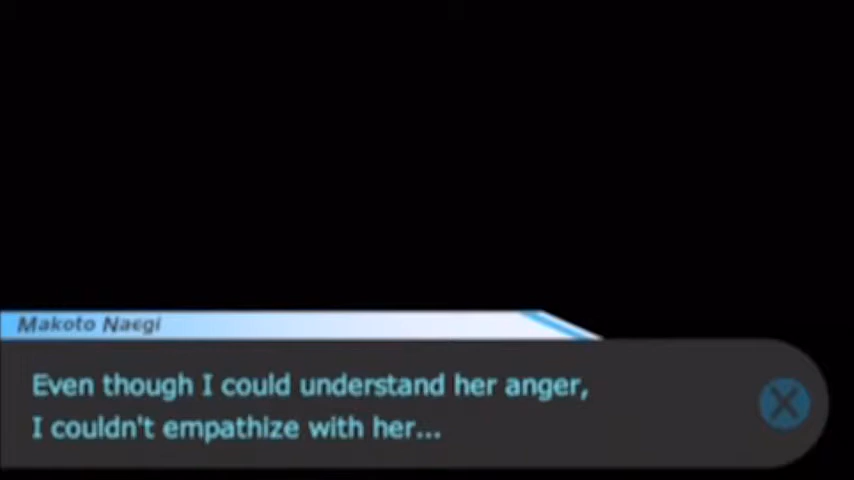 Makoto Naegi
Even though I could understand her anger,
I couldn't empathize with her...